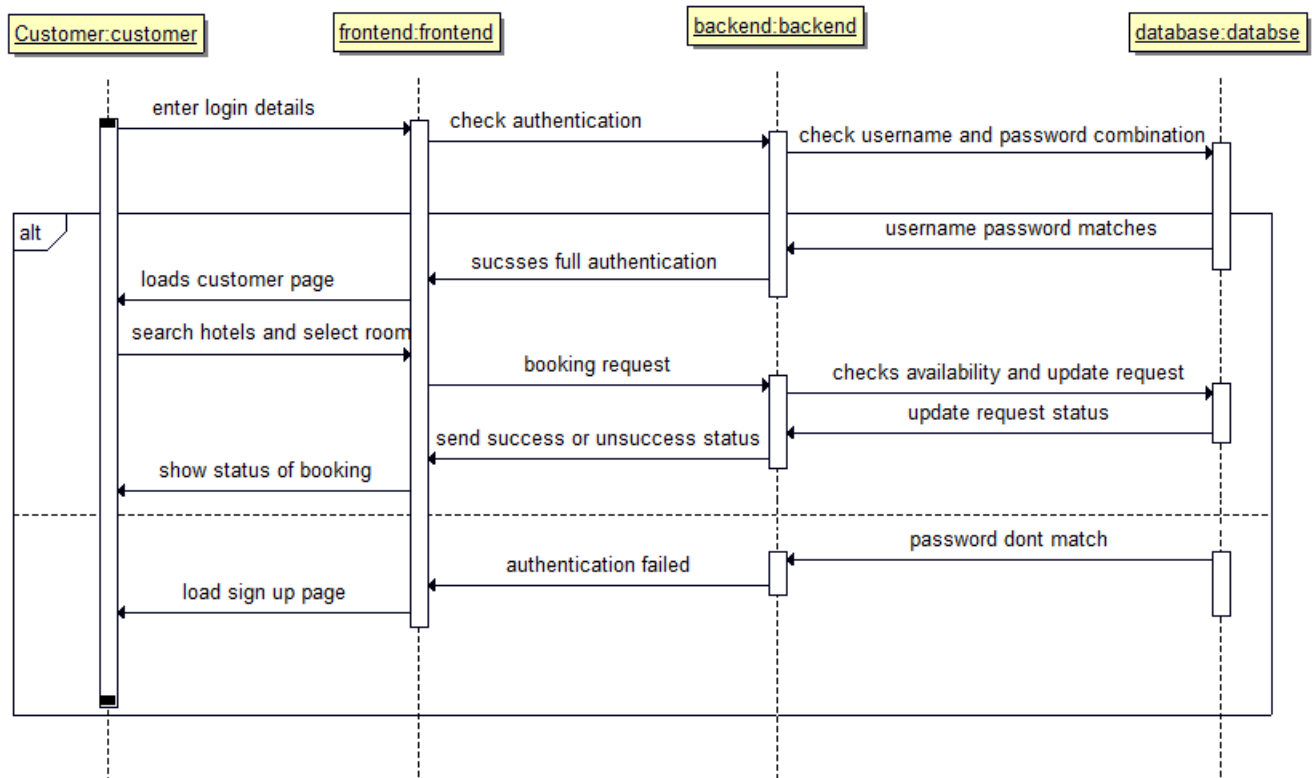 Customer:customer
frontend:frontend
backend:backend
database:databse
enter login details
check authentication
check username and password combination
alt
username password matches
sucsses full authentication
loads customer page
search hotels and select room
booking request
checks availability and update request
update request status
send success or unsuccess status
show status of booking
password dont match
authentication failed
load sign up page